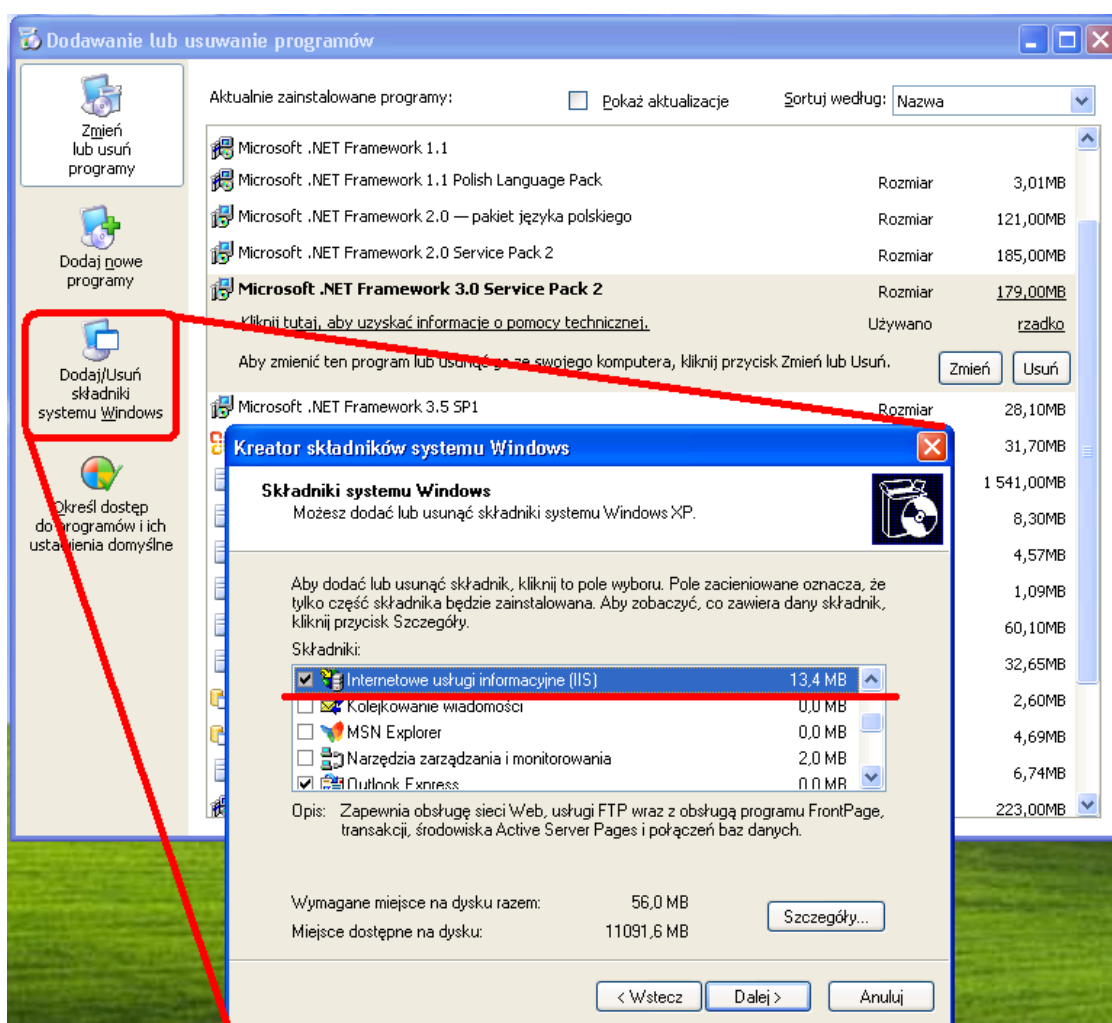 Dodawanie lub usuwanie programów
Zmień
lub usuń
programy
Dodaj nowe
programy
Dodaj/Usuń
składniki
systemu Windows
Określ dostęp
do programów i ich
ustawienia domyślne
Aktualnie zainstalowane programy: Pokaż aktualizacje Sortuj według: Nazwa
Microsoft .NET Framework 1.1
Microsoft .NET Framework 1.1 Polish Language Pack Rozmiar 3,01MB
Microsoft .NET Framework 2.0 — pakiet języka polskiego Rozmiar 121,00MB
Microsoft .NET Framework 2.0 Service Pack 2 Rozmiar 185,00MB
Microsoft .NET Framework 3.0 Service Pack 2 Rozmiar 179,00MB
Kliknij tutaj, aby uzyskać informacje o pomocy technicznej. Używano rzadko
Aby zmienić ten program lub usunąć go ze swojego komputera, kliknij przycisk Zmień lub Usuń. Zmień Usuń
Microsoft .NET Framework 3.5 SP1 Rozmiar 28,10MB
31,70MB
1 541,00MB
8,30MB
4,57MB
1,09MB
60,10MB
32,65MB
2,60MB
4,69MB
6,74MB
223,00MB
Kreator składników systemu Windows
Składniki systemu Windows
Możesz dodać lub usunąć składniki systemu Windows XP.
Aby dodać lub usunąć składnik, kliknij to pole wyboru. Pole zacieniowane oznacza, że
tylko część składnika będzie zainstalowana. Aby zobaczyć, co zawiera dany składnik,
kliknij przycisk Szczegóły.
Składniki:
Internetowe usługi informacyjne (IIS) 13,4 MB
Kolejkowanie wiadomości 0,0 MB
MSN Explorer 0,0 MB
Narzędzia zarządzania i monitorowania 2,0 MB
Outlook Express 0,0 MB
Opis: Zapewnia obsługę sieci Web, usługi FTP wraz z obsługą programu FrontPage,
transakcji, środowiska Active Server Pages i połączeń baz danych.
Wymagane miejsce na dysku razem: 56,0 MB
Miejsce dostępne na dysku: 11091,6 MB
Szczegóły...
< Wstecz Dalej > Anuluj